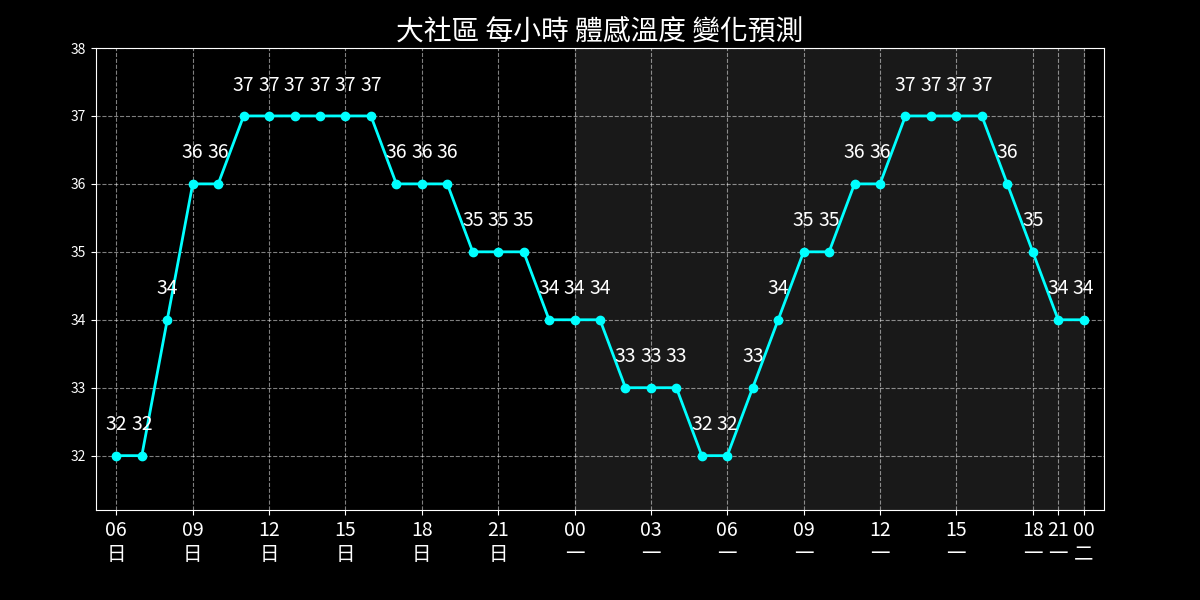 大社區 每小時 體感溫度 變化預測
38
37 37 37 37 37 37 37 37 37 37
37
36 36 36 36 36 36 36 36
36
35 35 35 35 35 35
35
34 34 34 34 34 34 34
34
33 33 33 33
33
32 32 32 32
32
06 09 12 15 18 21 00 03 06 09 12 15 18 21 00
日 日 日 日 日 日 一 一 一 一 一 一 一 一 二